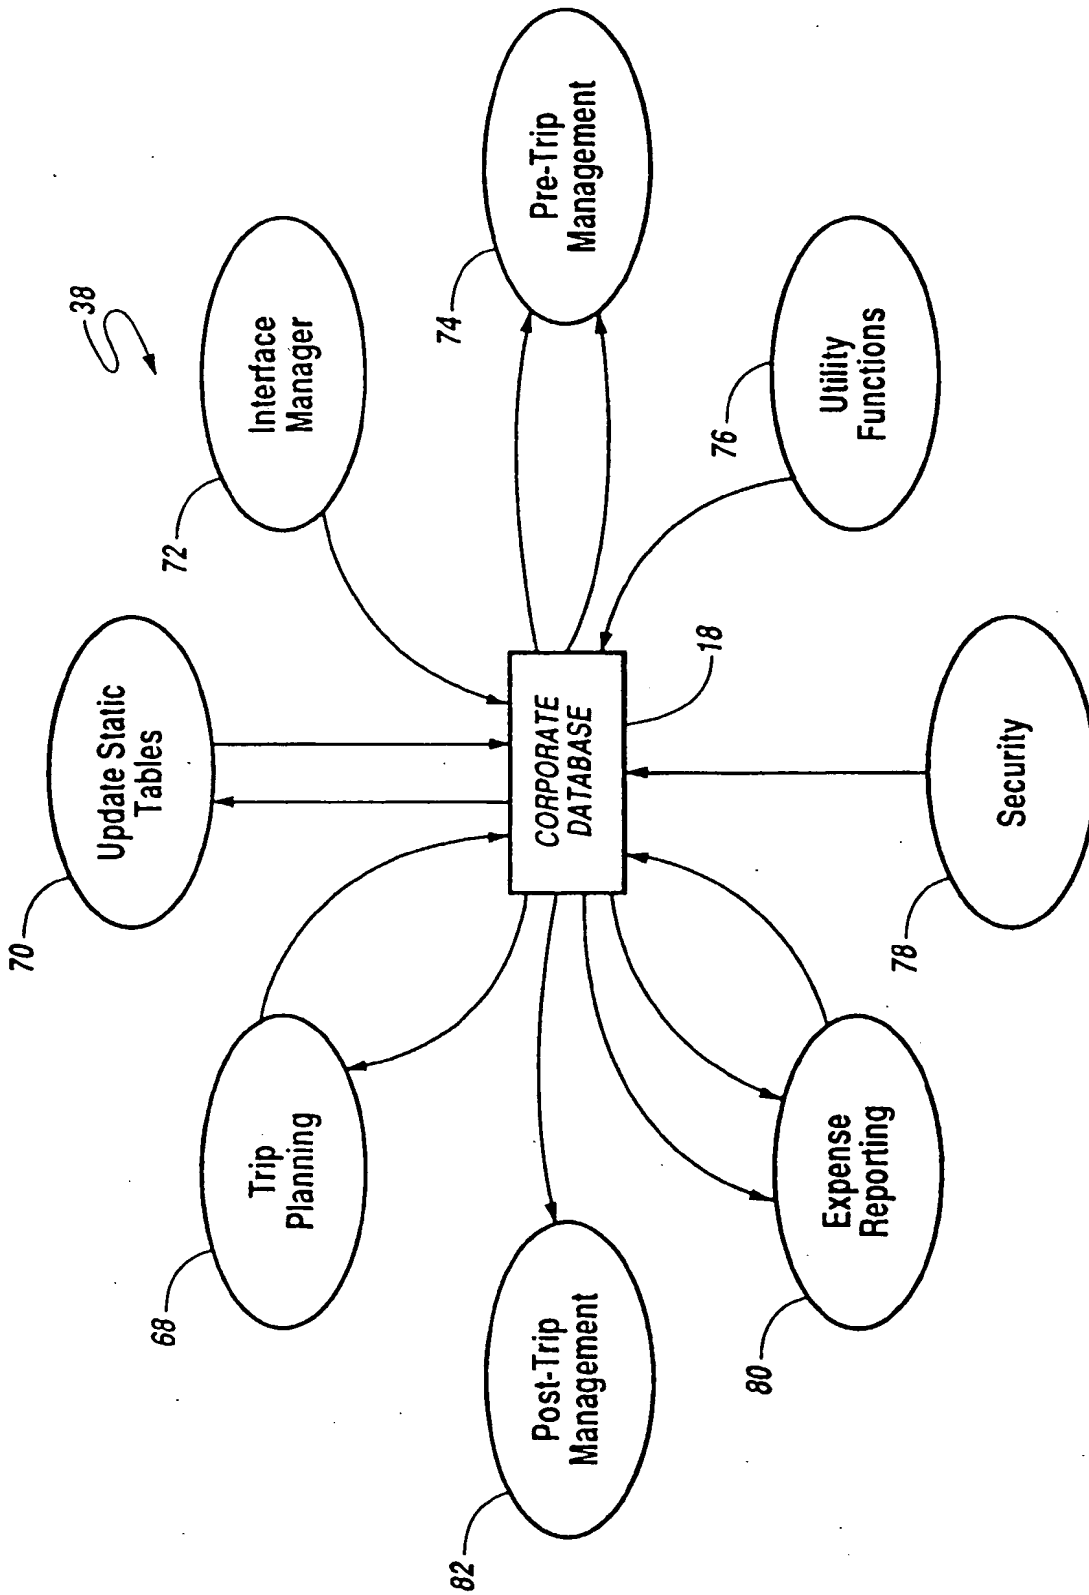 38
70
Update Static
Tables
72
Interface
Manager
68
Trip
Planning
74
Pre-Trip
Management
CORPORATE
DATABASE
18
82
Post-Trip
Management
76
Utility
Functions
80
Expense
Reporting
78
Security